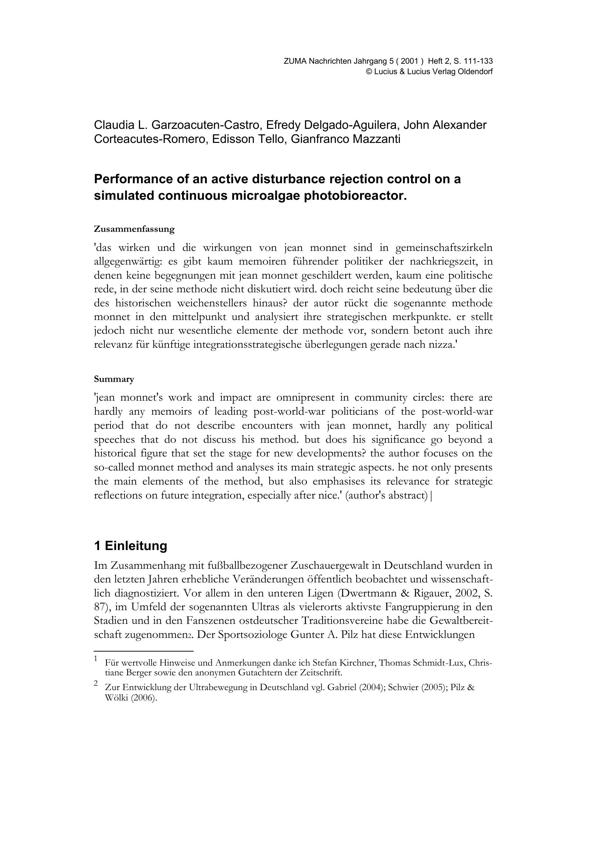 ZUMA Nachrichten Jahrgang 5 ( 2001 ) Heft 2, S. 111-133
© Lucius & Lucius Verlag Oldendorf
Claudia L. Garzoacuten-Castro, Efredy Delgado-Aguilera, John Alexander
Corteacutes-Romero, Edisson Tello, Gianfranco Mazzanti
Performance of an active disturbance rejection control on a
simulated continuous microalgae photobioreactor.
Zusammenfassung
'das wirken und die wirkungen von jean monnet sind in gemeinschaftszirkeln
allgegenwärtig: es gibt kaum memoiren führender politiker der nachkriegszeit, in
denen keine begegnungen mit jean monnet geschildert werden, kaum eine politische
rede, in der seine methode nicht diskutiert wird. doch reicht seine bedeutung über die
des historischen weichenstellers hinaus? der autor rückt die sogenannte methode
monnet in den mittelpunkt und analysiert ihre strategischen merkpunkte. er stellt
jedoch nicht nur wesentliche elemente der methode vor, sondern betont auch ihre
relevanz für künftige integrationsstrategische überlegungen gerade nach nizza.'
Summary
'jean monnet's work and impact are omnipresent in community circles: there are
hardly any memoirs of leading post-world-war politicians of the post-world-war
period that do not describe encounters with jean monnet, hardly any political
speeches that do not discuss his method. but does his significance go beyond a
historical figure that set the stage for new developments? the author focuses on the
so-called monnet method and analyses its main strategic aspects. he not only presents
the main elements of the method, but also emphasises its relevance for strategic
reflections on future integration, especially after nice.' (author's abstract)|
1 Einleitung
Im Zusammenhang mit fußballbezogener Zuschauergewalt in Deutschland wurden in
den letzten Jahren erhebliche Veränderungen öffentlich beobachtet und wissenschaft-
lich diagnostiziert. Vor allem in den unteren Ligen (Dwertmann & Rigauer, 2002, S.
87), im Umfeld der sogenannten Ultras als vielerorts aktivste Fangruppierung in den
Stadien und in den Fanszenen ostdeutscher Traditionsvereine habe die Gewaltbereit-
schaft zugenommen2. Der Sportsoziologe Gunter A. Pilz hat diese Entwicklungen
1 Für wertvolle Hinweise und Anmerkungen danke ich Stefan Kirchner, Thomas Schmidt-Lux, Chris-
tiane Berger sowie den anonymen Gutachtern der Zeitschrift.
2 Zur Entwicklung der Ultrabewegung in Deutschland vgl. Gabriel (2004); Schwier (2005); Pilz &
Wölki (2006).